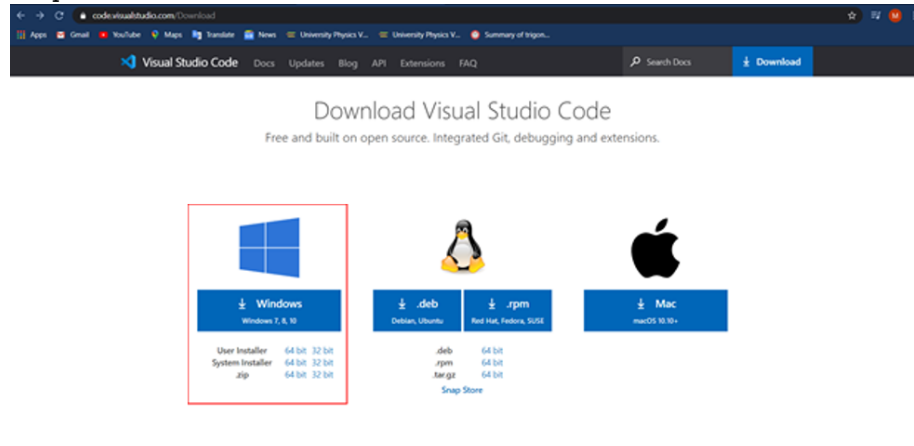 code.visualstudio.com/Download
Apps Gmail YouTube Maps Translate News University Physics V... University Physics V... Summary of trigon...
Visual Studio Code Docs Updates Blog API Extensions FAQ Search Docs Download
Download Visual Studio Code
Free and built on open source. Integrated Git, debugging and extensions.
Windows
Windows 7, 8, 10
.deb
Debian, Ubuntu
.rpm
Red Hat, Fedora, SUSE
Mac
macOS 10.10+
User Installer 64 bit 32 bit
System Installer 64 bit 32 bit
.zip 64 bit 32 bit
.deb 64 bit
.rpm 64 bit
.tar.gz 64 bit
Snap Store